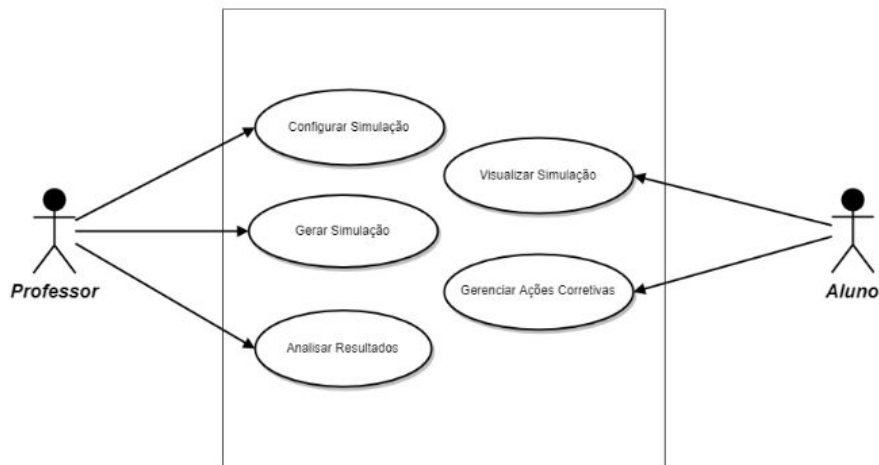 Configurar Simulação
Visualizar Simulação
Gerar Simulação
Professor
Gerenciar Ações Corretivas
Aluno
Analisar Resultados